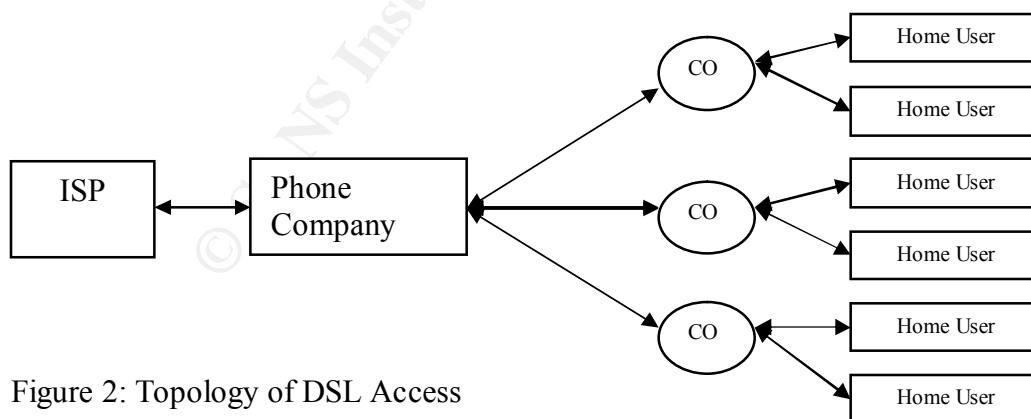 Home User
CO
Home User
ISP
Phone
Company
Home User
CO
Home User
Home User
CO
Home User
Figure 2: Topology of DSL Access